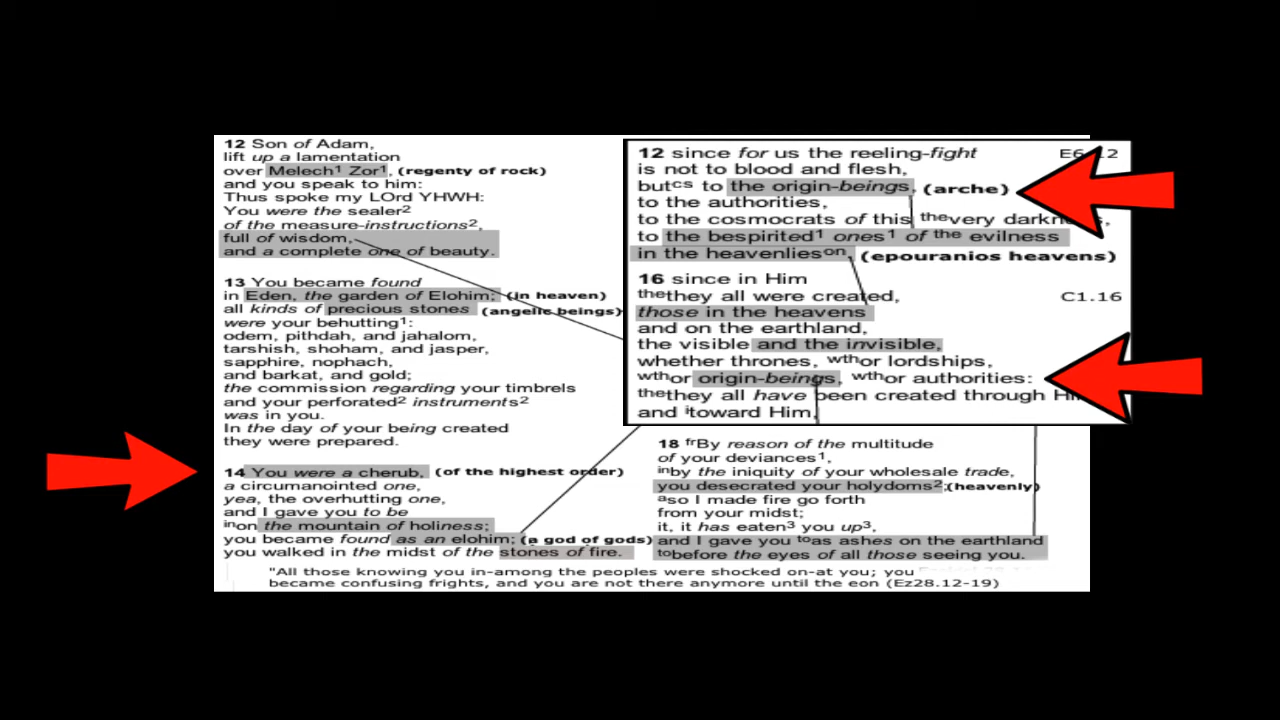 12 Son of Adam,
lift up a lamentation
over Melech¹ Zor¹, (regenty of rock)
and you speak to him:
Thus spoke my LOrd YHWH:
You were the sealer²
of the measure-instructions²,
full of wisdom,
and a complete one of beauty.
13 You became found
in Eden, the garden of Elohim; (in heaven)
all kinds of precious stones (angelic beings)
were your behutting¹:
odem, pithdah, and jahalom,
tarshish, shoham, and jasper,
sapphire, nophach,
and barkat, and gold;
the commission regarding your timbrels
and your perforated² instruments²
was in you.
In the day of your being created
they were prepared.
14 You were a cherub, (of the highest order)
a circumanointed one,
yea, the overhutting one,
and I gave you to be
inon the mountain of holiness;
you became found as an elohim; (a god of gods)
you walked in the midst of the stones of fire.
12 since for us the reeling-fight E6.12
is not to blood and flesh,
butcs to the origin-beings, (arche)
to the authorities,
to the cosmocrats of this thevery darkness,
to the bespirited¹ ones¹ of the evilness
in the heavenlieson, (epouranios heavens)
16 since in Him
thethey all were created, C1.16
those in the heavens
and on the earthland,
the visible and the invisible,
whether thrones, wthor lordships,
wthor origin-beings, wthor authorities:
thethey all have been created through
and itoward Him,
18 frBy reason of the multitude
of your deviances¹,
inby the iniquity of your wholesale trade,
you desecrated your holydoms²;(heavenly)
aso I made fire go forth
from your midst;
it, it has eaten³ you up³,
and I gave you toas ashes on the earthland
tobefore the eyes of all those seeing you.
"All those knowing you in-among the peoples were shocked on-at you; you
became confusing frights, and you are not there anymore until the eon (Ez28.12-19)